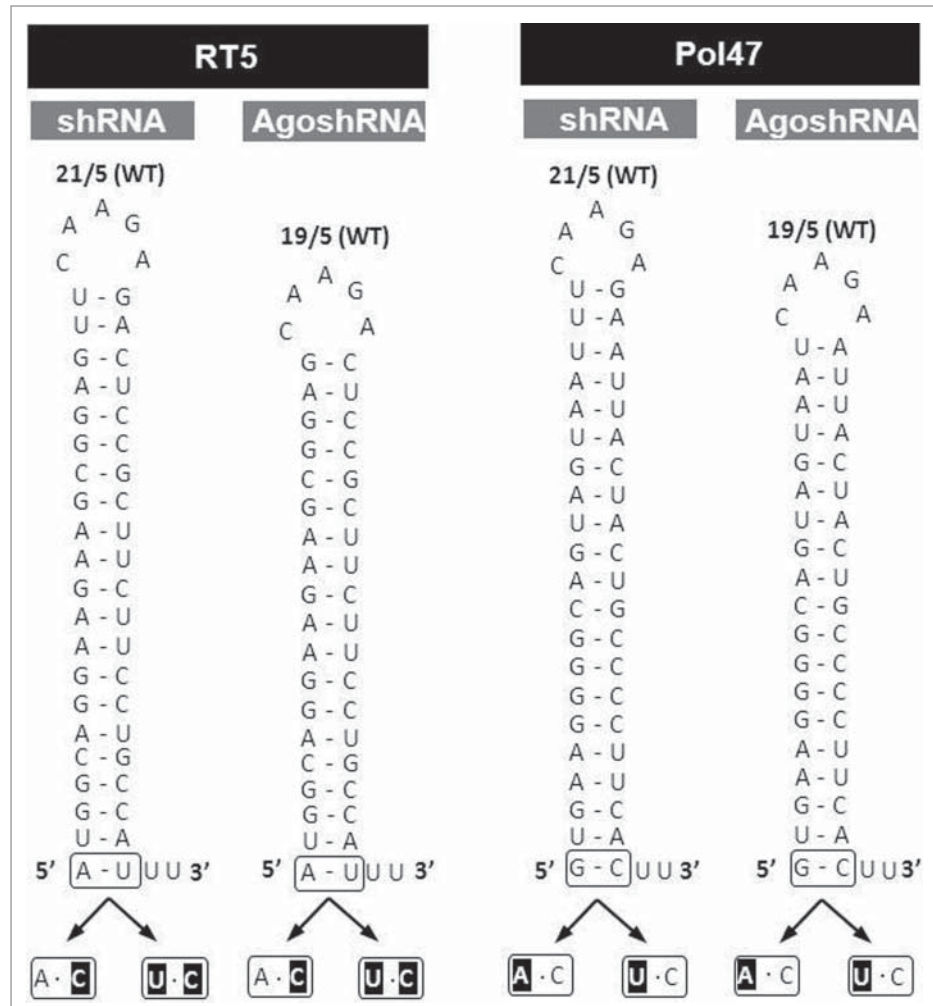 RT5
shRNA
21/5 (WT)
A
A G
C A
U - G
U - A
G - C
A - U
G - C
G - C
C - G
G - C
A - U
A - U
G - C
A - U
A - U
G - C
G - C
A - U
C - G
G - C
G - C
U - A
5’ A - U U U 3’
A · C U · C
AgoshRNA
19/5 (WT)
A
A G
C A
G - C
A - U
G - C
G - C
C - G
G - C
A - U
A - U
G - C
A - U
A - U
G - C
G - C
A - U
C - G
G - C
G - C
U - A
5’ A - U U U 3’
A · C U · C
Pol47
shRNA
21/5 (WT)
A
A G
C A
U - G
U - A
U - A
A - U
A - U
U - A
G - C
A - U
U - A
G - C
A - U
C - G
G - C
G - C
G - C
G - C
A - U
A - U
G - C
U - A
5’ G - C U U 3’
A · C U · C
AgoshRNA
19/5 (WT)
A
A G
C A
U - A
A - U
A - U
U - A
G - C
A - U
U - A
G - C
A - U
C - G
G - C
G - C
G - C
G - C
A - U
A - U
G - C
U - A
5’ G - C U U 3’
A · C U · C